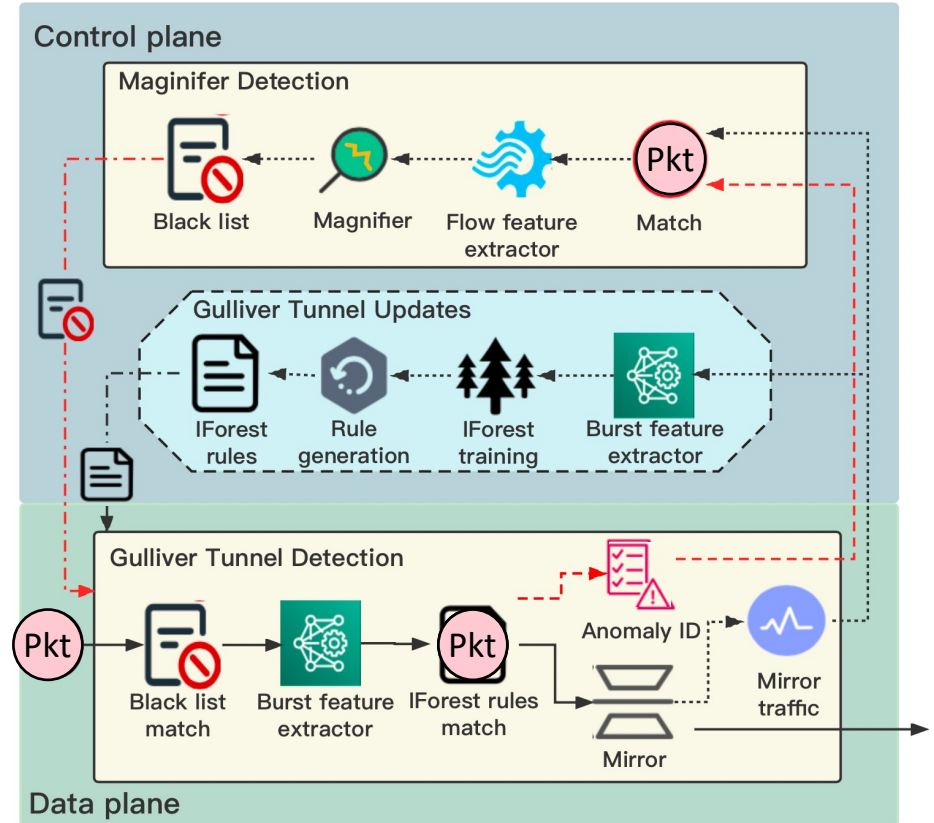 Control plane
Maginifer Detection
Pkt
Black list
Magnifier
Flow feature
extractor
Match
Gulliver Tunnel Updates
IForest
rules
Rule
generation
IForest
training
Burst feature
extractor
Gulliver Tunnel Detection
Pkt
Black list
match
Burst feature
extractor
Pkt
IForest rules
match
Anomaly ID
Mirror
Mirror
traffic
Data plane